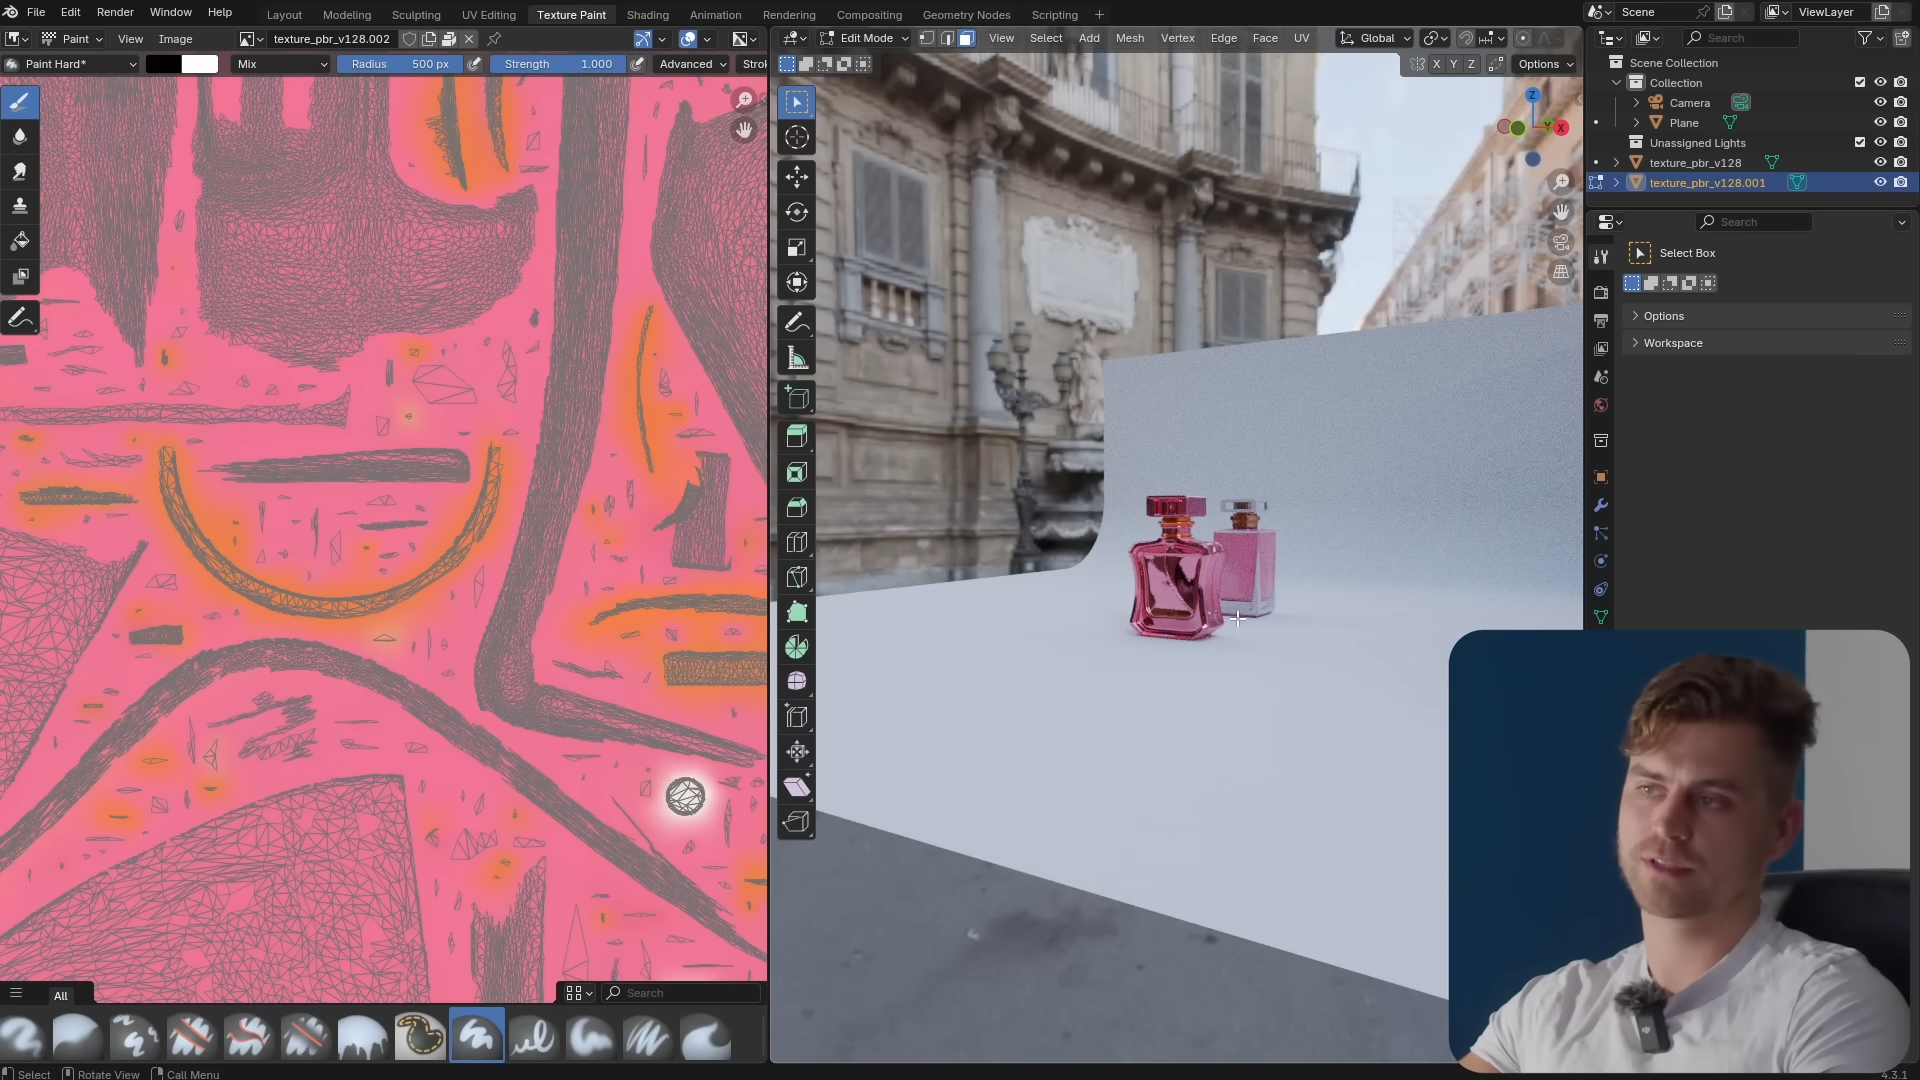 File Edit Render Window Help Layout Modeling Sculpting UV Editing Texture Paint Shading Animation Rendering Compositing Geometry Nodes Scripting + Scene ViewLayer
Paint View Image texture_pbr_v128.002 Edit Mode View Select Add Mesh Vertex Edge Face UV Global Search
Paint Hard* Mix Radius 500 px Strength 1.000 Advanced Strok X Y Z Options
Scene Collection
Collection
Camera
Plane
Unassigned Lights
texture_pbr_v128
texture_pbr_v128.001
Z
X
Search
Select Box
Options
Workspace
All Search
Select Rotate View Call Menu 4.3.1